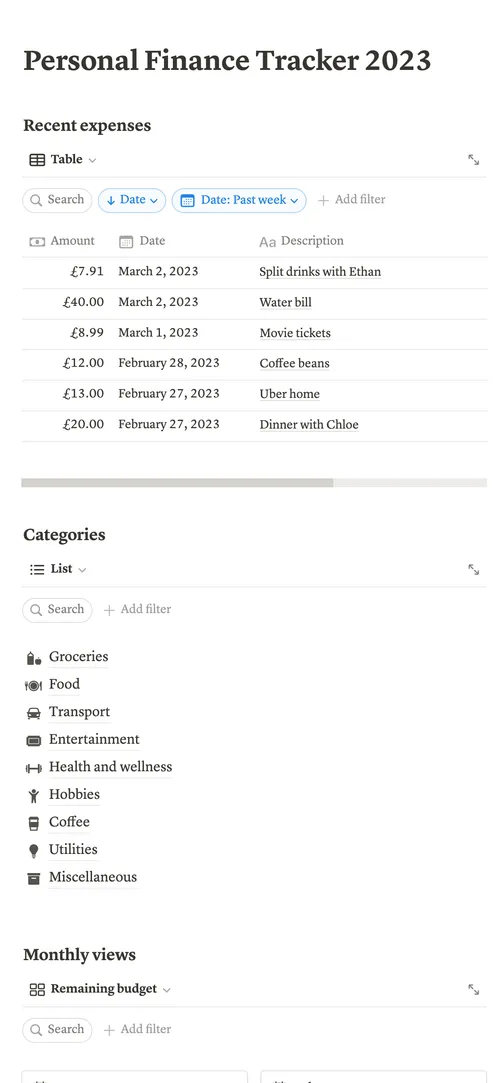 Personal Finance Tracker 2023
Recent expenses
Table
Search Date Date: Past week Add filter
Amount Date Aa Description
£7.91 March 2, 2023 Split drinks with Ethan
£40.00 March 2, 2023 Water bill
£8.99 March 1, 2023 Movie tickets
£12.00 February 28, 2023 Coffee beans
£13.00 February 27, 2023 Uber home
£20.00 February 27, 2023 Dinner with Chloe
Categories
List
Search Add filter
Groceries
Food
Transport
Entertainment
Health and wellness
Hobbies
Coffee
Utilities
Miscellaneous
Monthly views
Remaining budget
Search Add filter